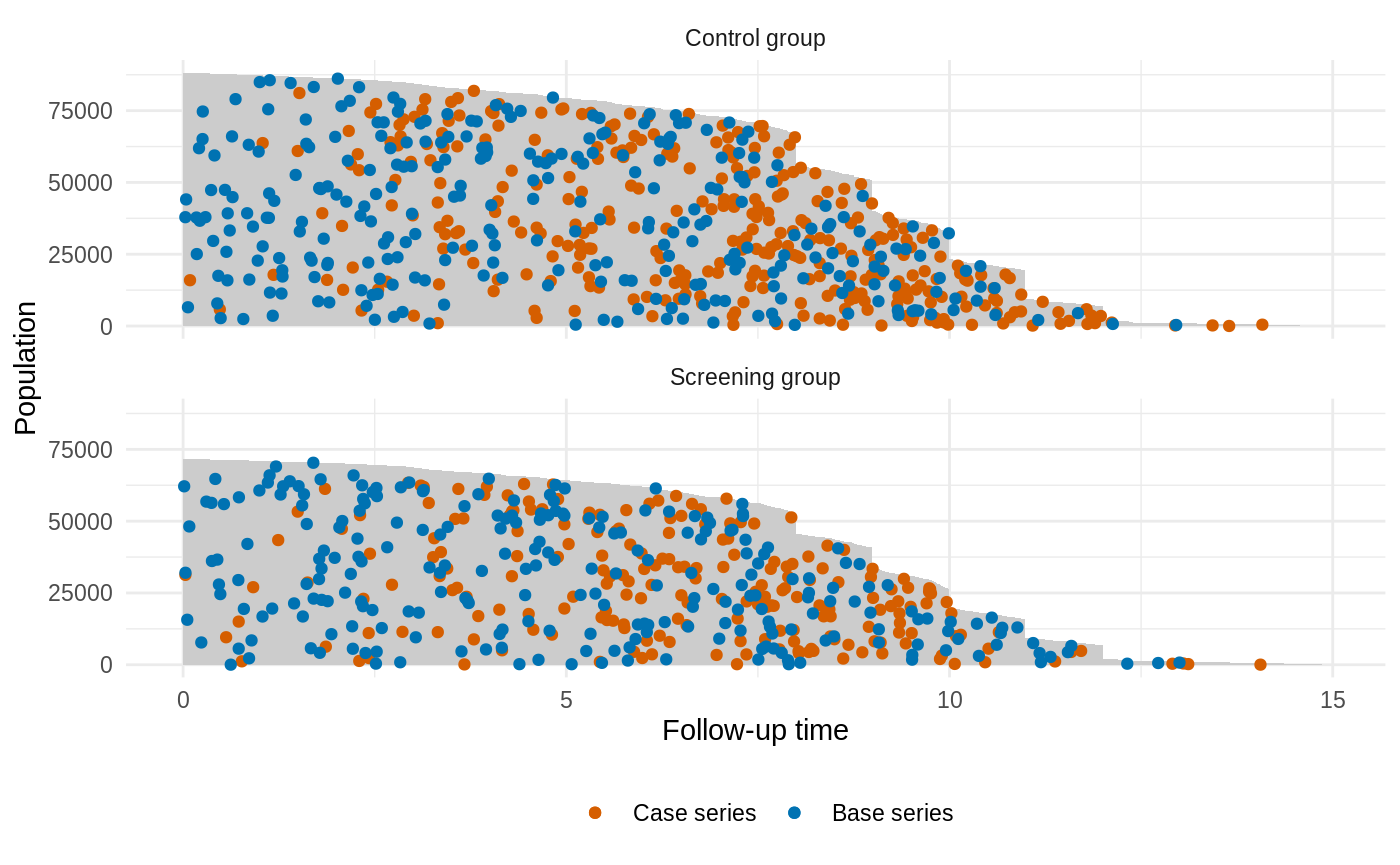 Control group
75000
50000
25000
0
Screening group
75000
50000
25000
0
Population
0 5 10 15
Follow-up time
Case series Base series